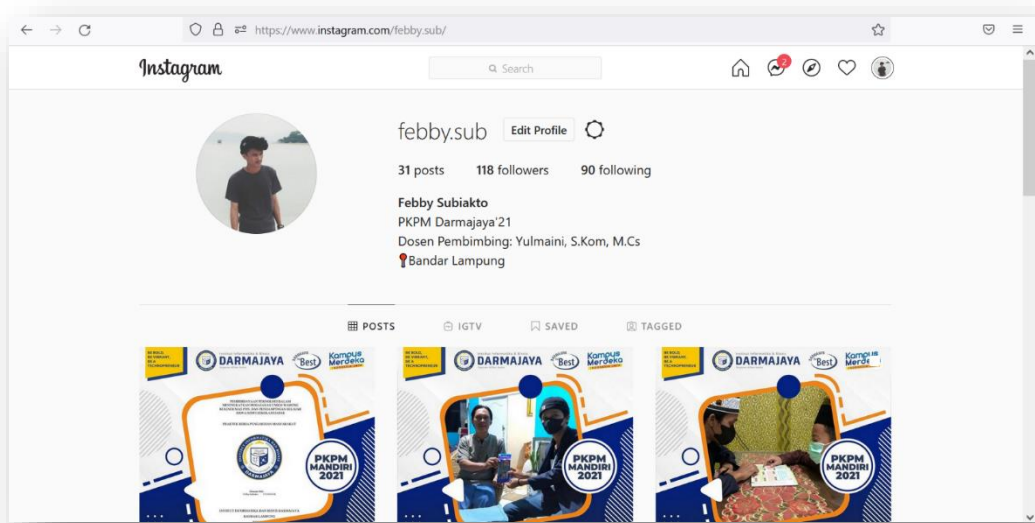 https://www.instagram.com/febby.sub/
Instagram
Search
2
febby.sub Edit Profile
31 posts 118 followers 90 following
Febby Subiakto
PKPM Darmajaya'21
Dosen Pembimbing: Yulmaini, S.Kom, M.Cs
Bandar Lampung
POSTS IGTV SAVED TAGGED
DARMAJAYA Best Kampus Merdeka
PKPM MANDIRI 2021
DARMAJAYA Best Kampus Merdeka
PKPM MANDIRI 2021
DARMAJAYA Best Kampus Merdeka
PKPM MANDIRI 2021